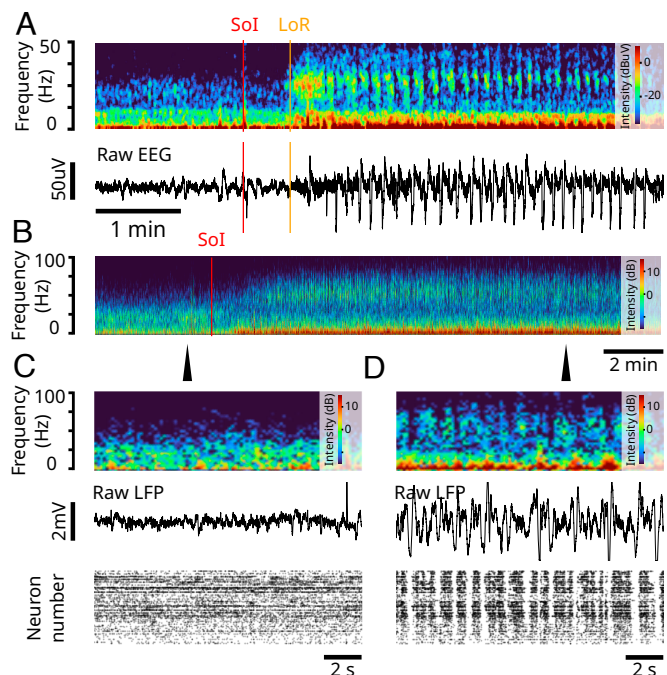 A
SoI
LoR
Frequency
(Hz)
50
0
Intensity (dBuV)
0
-20
Raw EEG
50uV
1 min
B
SoI
Frequency
(Hz)
100
0
Intensity (dB)
10
0
2 min
C
Frequency
(Hz)
100
0
Intensity (dB)
10
0
D
Intensity (dB)
10
0
Raw LFP
2mV
Raw LFP
Neuron
number
2 s
2 s